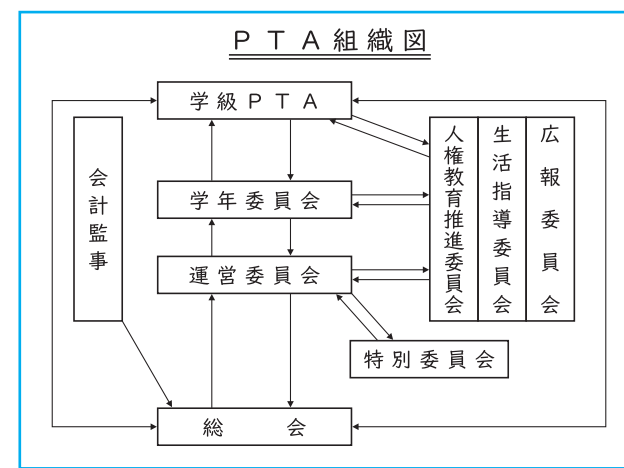 ＰＴＡ組織図
学級ＰＴＡ
会計監事
学年委員会
運営委員会
人権教育推進委員会
生活指導委員会
広報委員会
特別委員会
総会